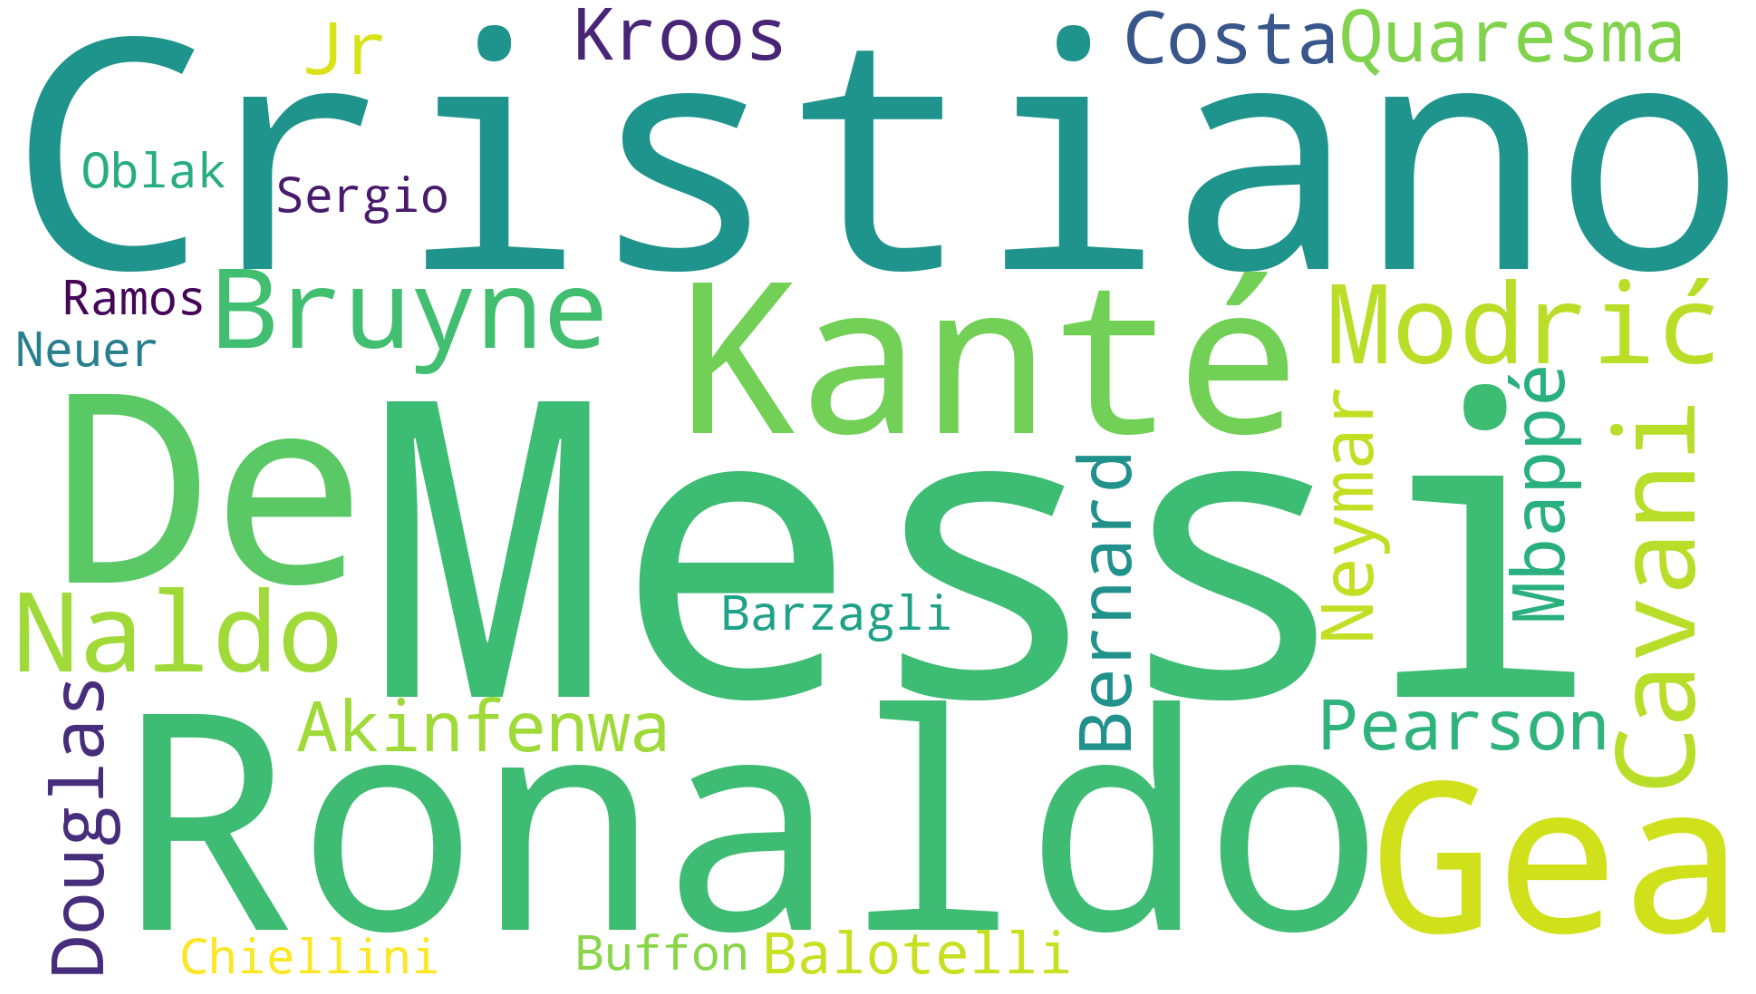 Jr Kroos Costa Quaresma
Cristiano
Oblak
Sergio
Ramos Bruyne Kanté Modrić
Neuer
De Messi
Bernard Neymar Mbappé Cavani
Naldo Barzagli
Douglas Akinfenwa Pearson
Ronaldo Gea
Chiellini Buffon Balotelli